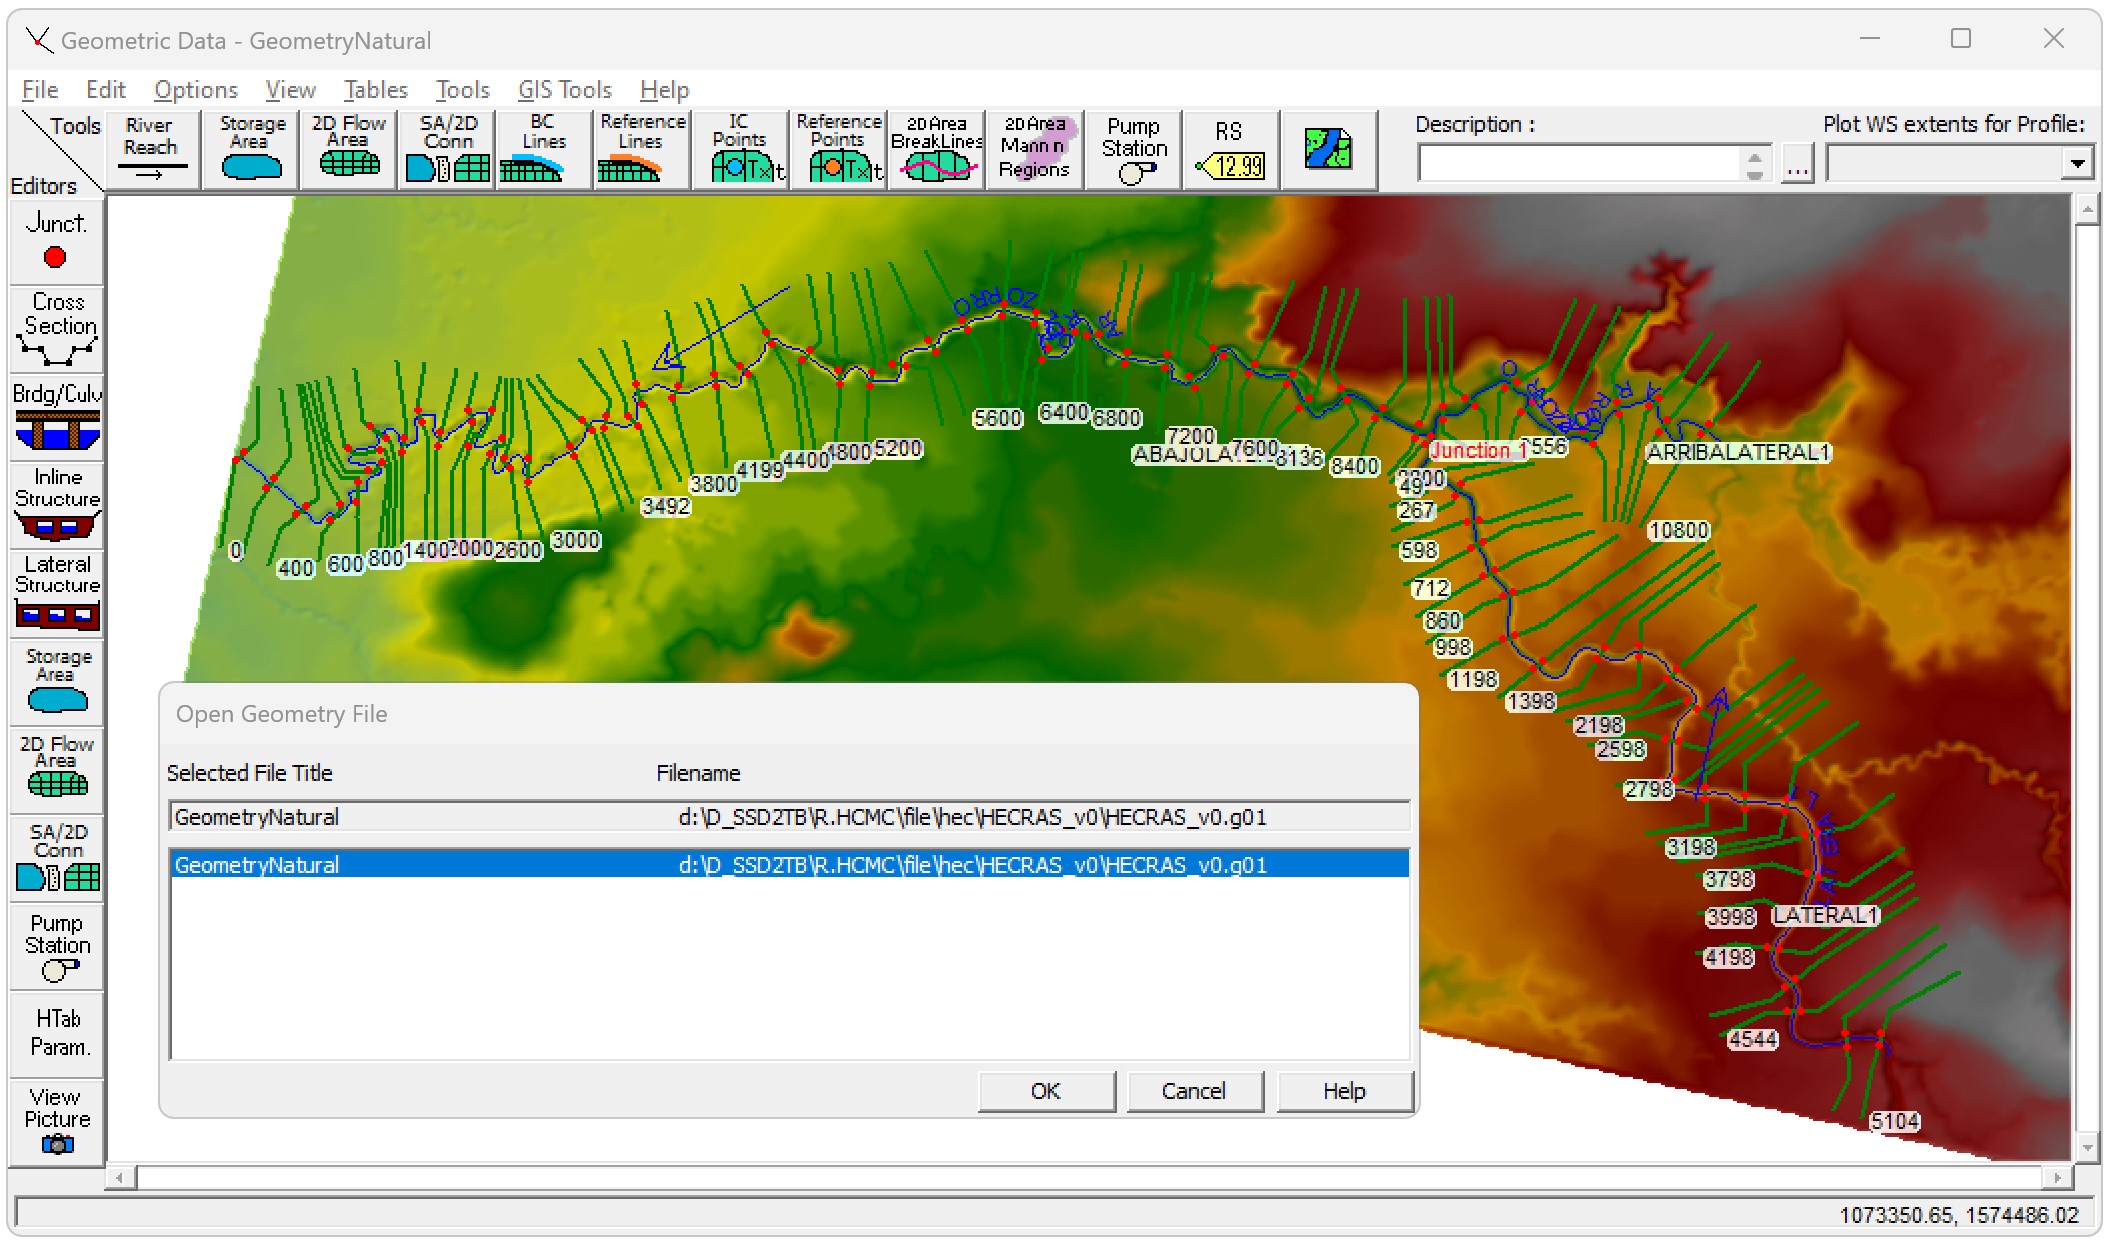 Geometric Data - GeometryNatural
File Edit Options View Tables Tools GIS Tools Help
Tools
Editors
River Reach
Storage Area
2D Flow Area
SA/2D Conn
BC Lines
Reference Lines
IC Points
Reference Points
2D Area BreakLines
2D Area Mann n Regions
Pump Station
RS
12.99
Description :
...
Plot WS extents for Profile:
Junct.
Cross Section
Brdg/Culv
Inline Structure
Lateral Structure
Storage Area
2D Flow Area
SA/2D Conn
Pump Station
HTab Param.
View Picture
0
400
600
800
1400
2000
2600
3000
3492
3800
4199
4400
4800
5200
5600
6400
6800
7200
7600
8136
8400
Junction 1
ARRIBALATERAL1
10800
49
267
598
712
860
998
1198
1398
2198
2598
2798
3198
3798
3998
LATERAL1
4198
4544
5104
Open Geometry File
Selected File Title Filename
GeometryNatural d:\D_SSD2TB\R.HCMC\file\hec\HECRAS_v0\HECRAS_v0.g01
GeometryNatural d:\D_SSD2TB\R.HCMC\file\hec\HECRAS_v0\HECRAS_v0.g01
OK Cancel Help
1073350.65, 1574486.02